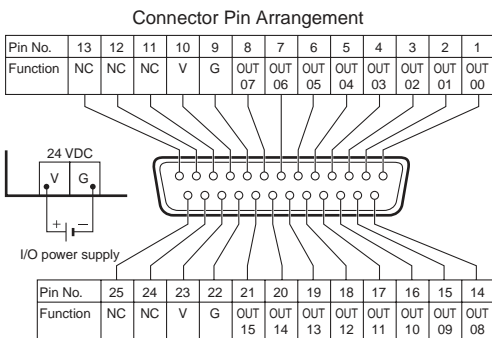 Connector Pin Arrangement
Pin No. 13 12 11 10 9 8 7 6 5 4 3 2 1
Function NC NC NC V G OUT OUT OUT OUT OUT OUT OUT OUT
07 06 05 04 03 02 01 00
24 VDC
V G
+ −
I/O power supply
Pin No. 25 24 23 22 21 20 19 18 17 16 15 14
Function NC NC V G OUT OUT OUT OUT OUT OUT OUT OUT
15 14 13 12 11 10 09 08